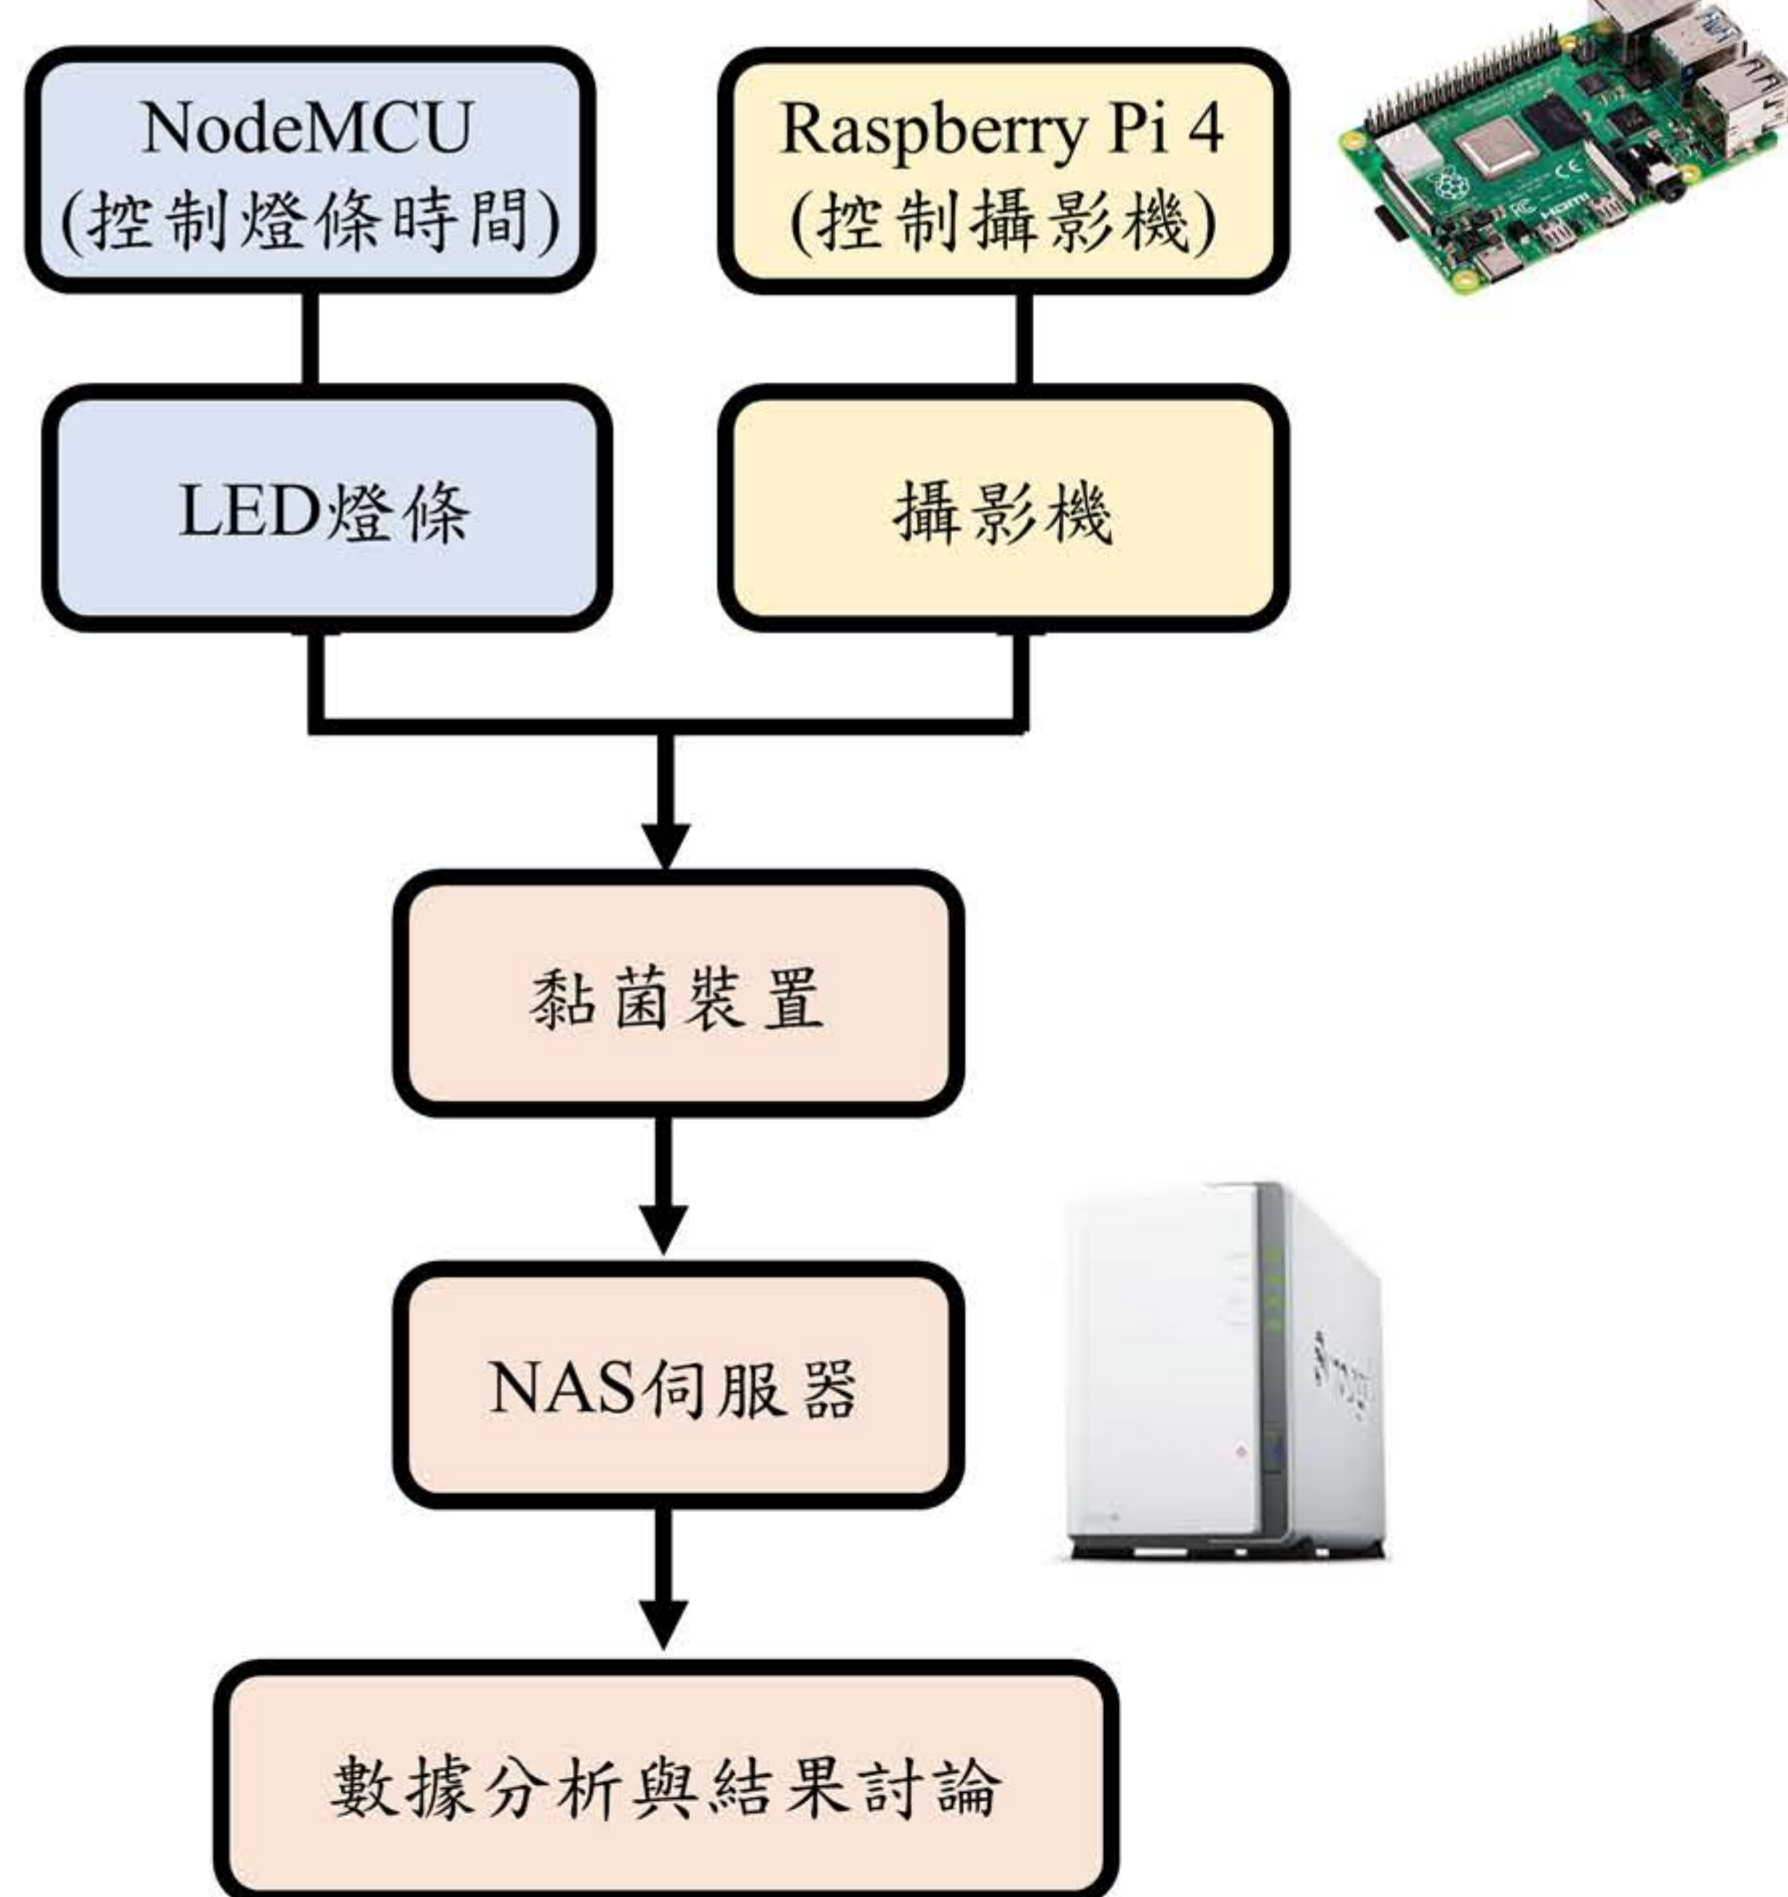 NodeMCU
(控制燈條時間)
Raspberry Pi 4
(控制攝影機)
HDMI
LED燈條
攝影機
黏菌裝置
NAS伺服器
數據分析與結果討論